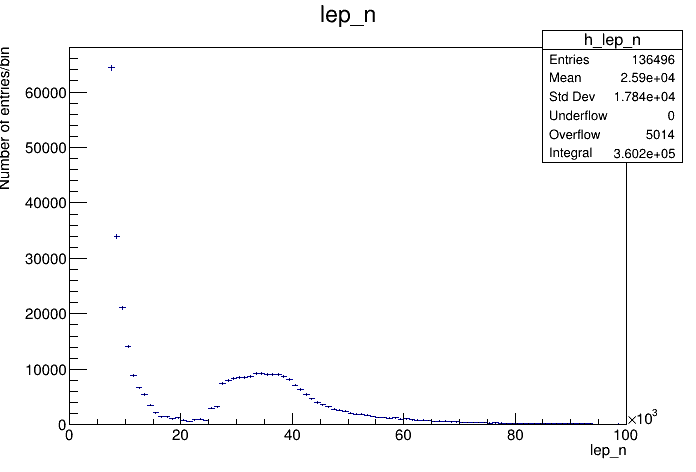 lep_n
h_lep_n
Entries 136496
Mean 2.59e+04
Std Dev 1.784e+04
Underflow 0
Overflow 5014
Integral 3.602e+05
Number of entries/bin
60000
50000
40000
30000
20000
10000
0
0 20 40 60 80 100
×10³
lep_n